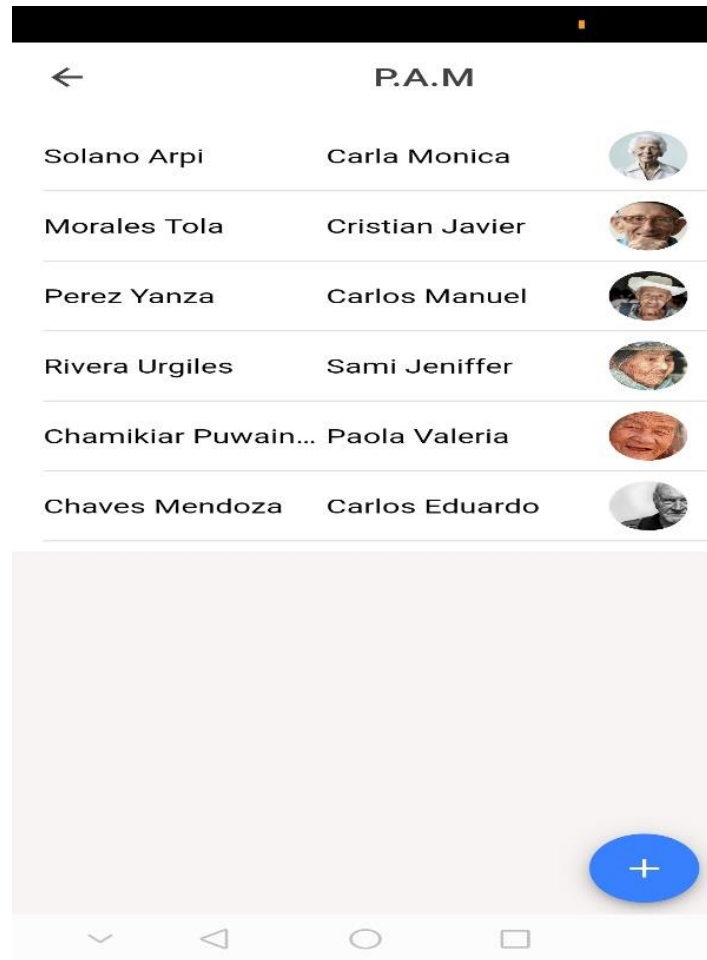 P.A.M
Solano Arpi Carla Monica
Morales Tola Cristian Javier
Perez Yanza Carlos Manuel
Rivera Urgiles Sami Jeniffer
Chamikiar Puwain... Paola Valeria
Chaves Mendoza Carlos Eduardo